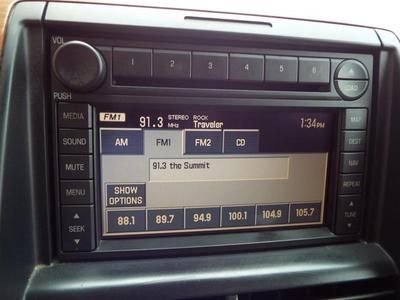 VOL
1 2 3 4 5 6
LOAD
PUSH
MEDIA
SOUND
MUTE
MENU
SEEK
FM1 91.3 MHz STEREO ROCK Traveler 1:34PM
AM FM1 FM2 CD
91.3 the Summit
SHOW OPTIONS
88.1 89.7 94.9 100.1 104.9 105.7
MAP
DEST
NAV
REPEAT
TUNE